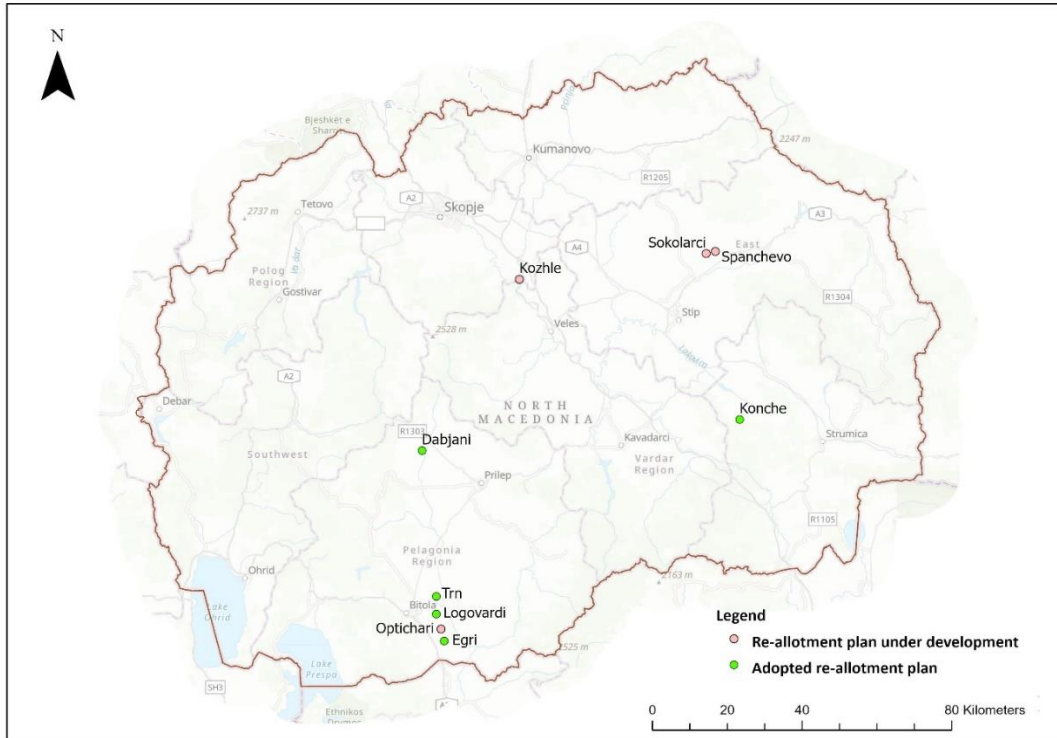 N
Bjeshkët e
Sharrit
Kumanovo
2247 m
R1205
A2
Tetovo
Skopje
2737 m
A3
A4
East
Sokolarci
Spanchevo
Kozhle
Polog
Region
Gostivar
R1304
Stip
Veles
2528 m
A2
Debar
NORTH
MACEDONIA
Konche
R1303
Dabjani
Strumica
Kavadarci
Southwest
Vardar
Region
Prilep
R1105
Pelagonia
Region
Ohrid
2163 m
Trn
Bitola
Lake
Ohrid
Logovardi
Optichari
Egri
2525 m
Lake
Prespa
SH3
Ethnikos
Legend
Re-allotment plan under development
Adopted re-allotment plan
0 20 40 80 Kilometers